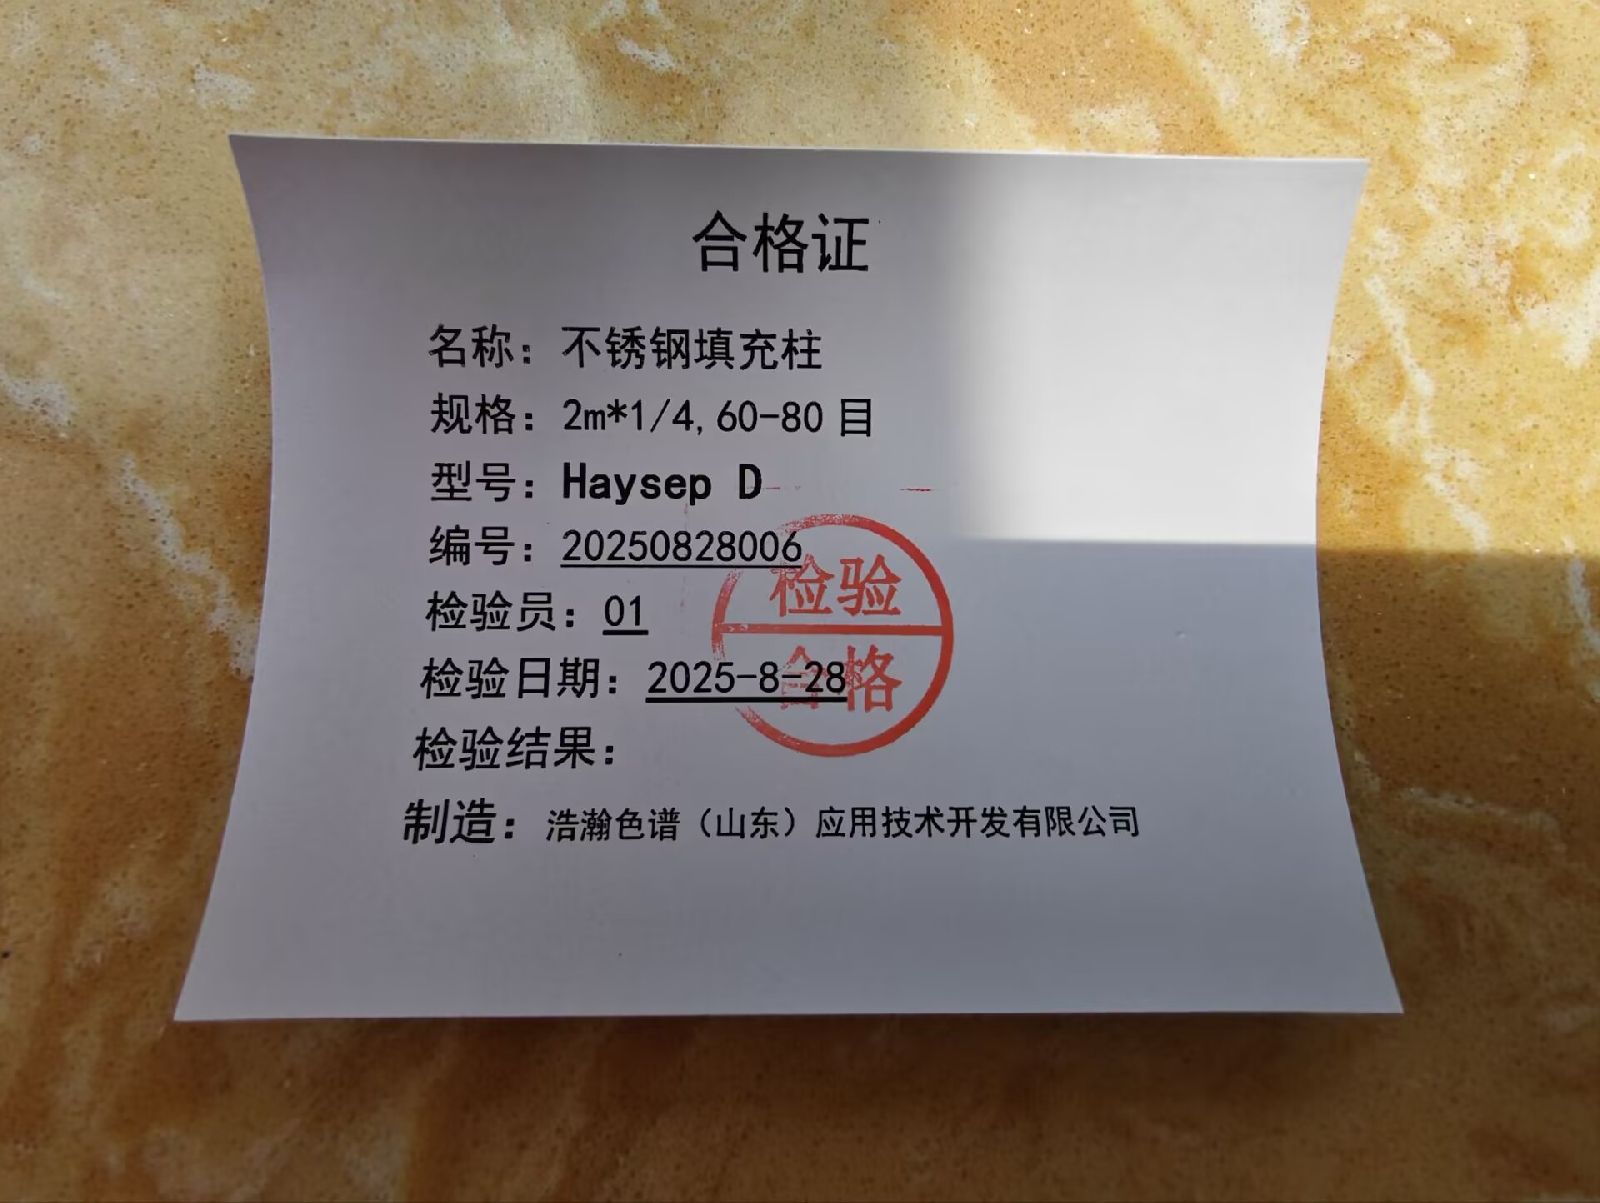 合格证
名称：不锈钢填充柱
规格：2m*1/4,60-80 目
型号：Haysep D
编号：20250828006
检验员：01
检验日期：2025-8-28
检验结果：
检验
合格
制造：浩瀚色谱（山东）应用技术开发有限公司